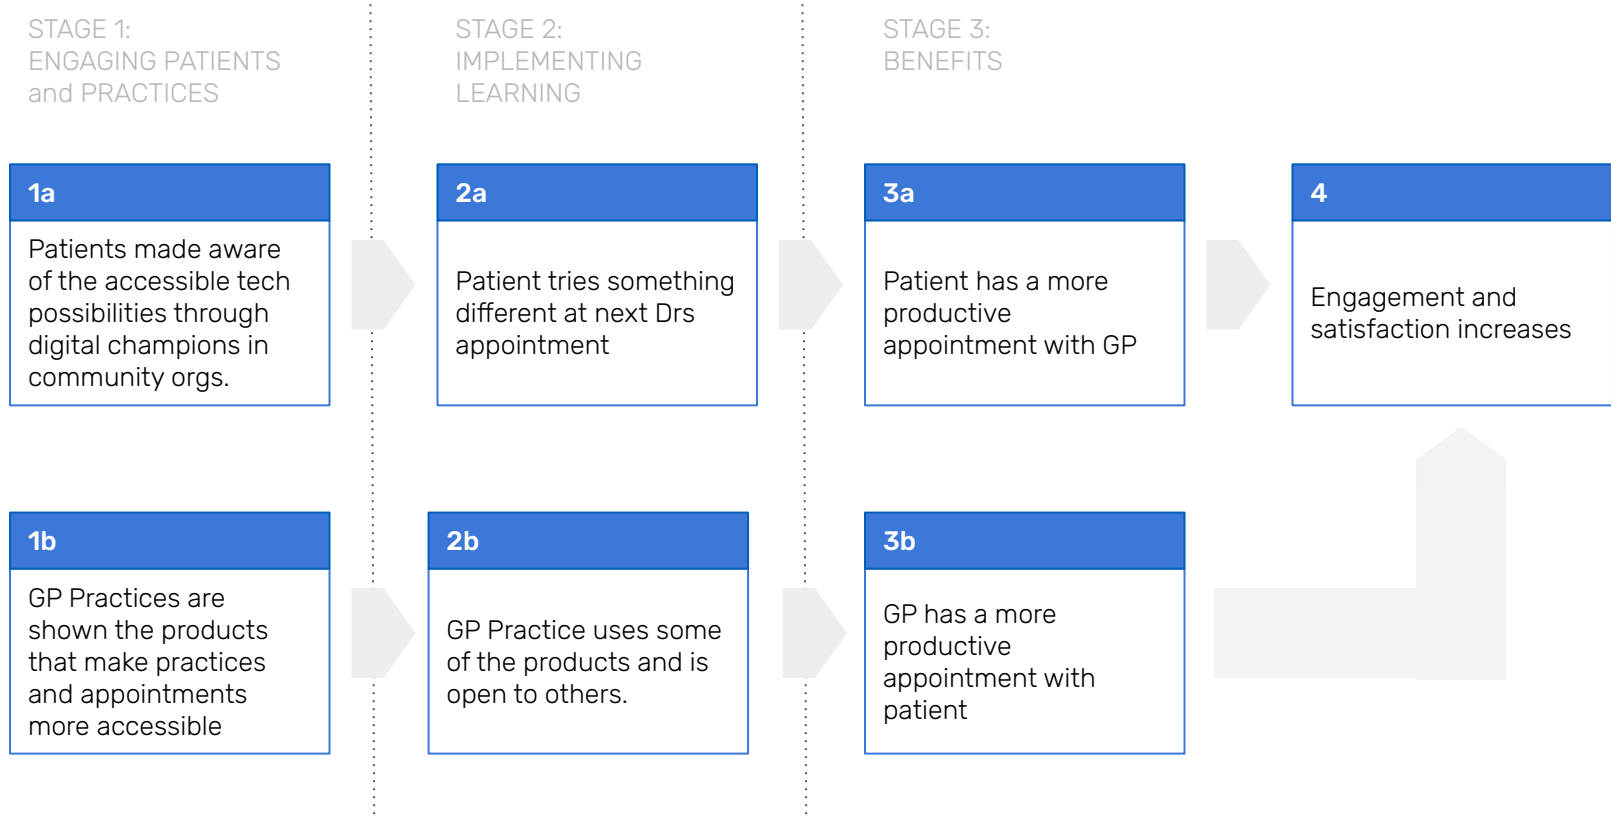 STAGE 1:
ENGAGING PATIENTS
and PRACTICES
STAGE 2:
IMPLEMENTING
LEARNING
STAGE 3:
BENEFITS
1a
Patients made aware
of the accessible tech
possibilities through
digital champions in
community orgs.
2a
Patient tries something
different at next Drs
appointment
3a
Patient has a more
productive
appointment with GP
4
Engagement and
satisfaction increases
1b
GP Practices are
shown the products
that make practices
and appointments
more accessible
2b
GP Practice uses some
of the products and is
open to others.
3b
GP has a more
productive
appointment with
patient